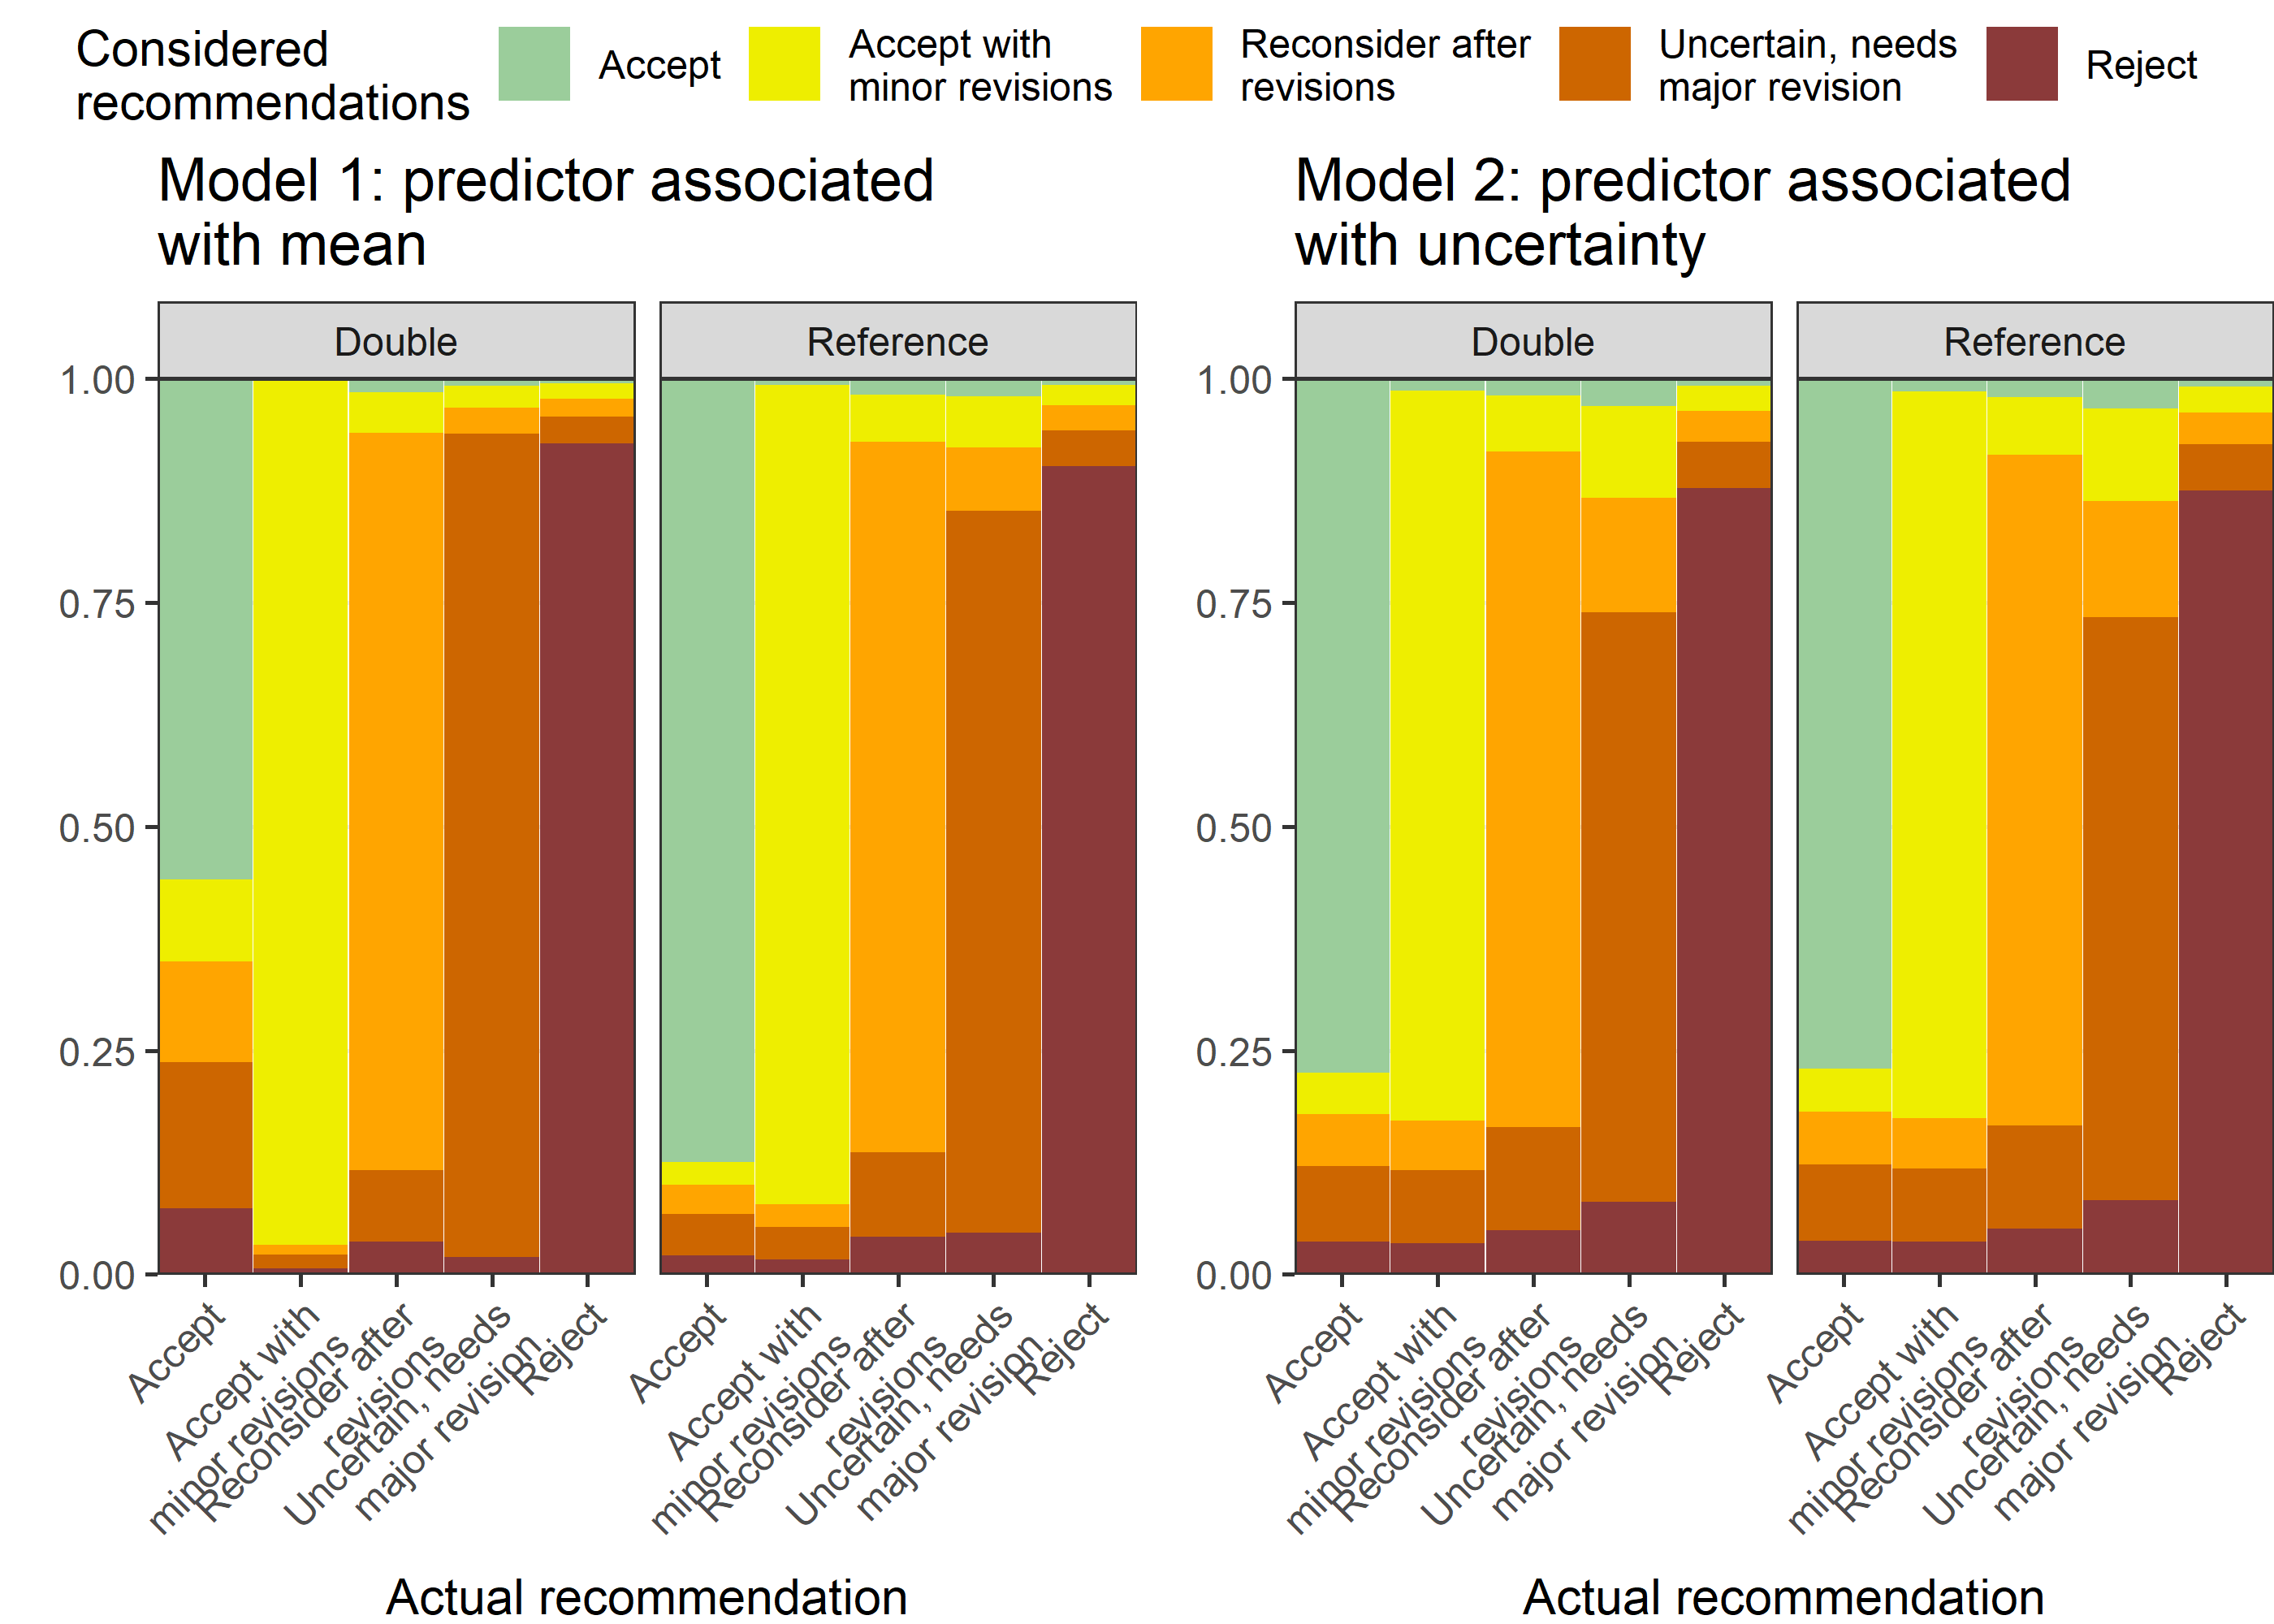 Considered
recommendations
Accept
Accept with
minor revisions
Reconsider after
revisions
Uncertain, needs
major revision
Reject
Model 1: predictor associated
with mean
Model 2: predictor associated
with uncertainty
Double
Reference
Double
Reference
1.00
0.75
0.50
0.25
0.00
1.00
0.75
0.50
0.25
0.00
Accept
Accept with
minor revisions
Reconsider after
revisions
Uncertain, needs
major revision
Reject
Accept
Accept with
minor revisions
Reconsider after
revisions
Uncertain, needs
major revision
Reject
Accept
Accept with
minor revisions
Reconsider after
revisions
Uncertain, needs
major revision
Reject
Accept
Accept with
minor revisions
Reconsider after
revisions
Uncertain, needs
major revision
Reject
Actual recommendation
Actual recommendation